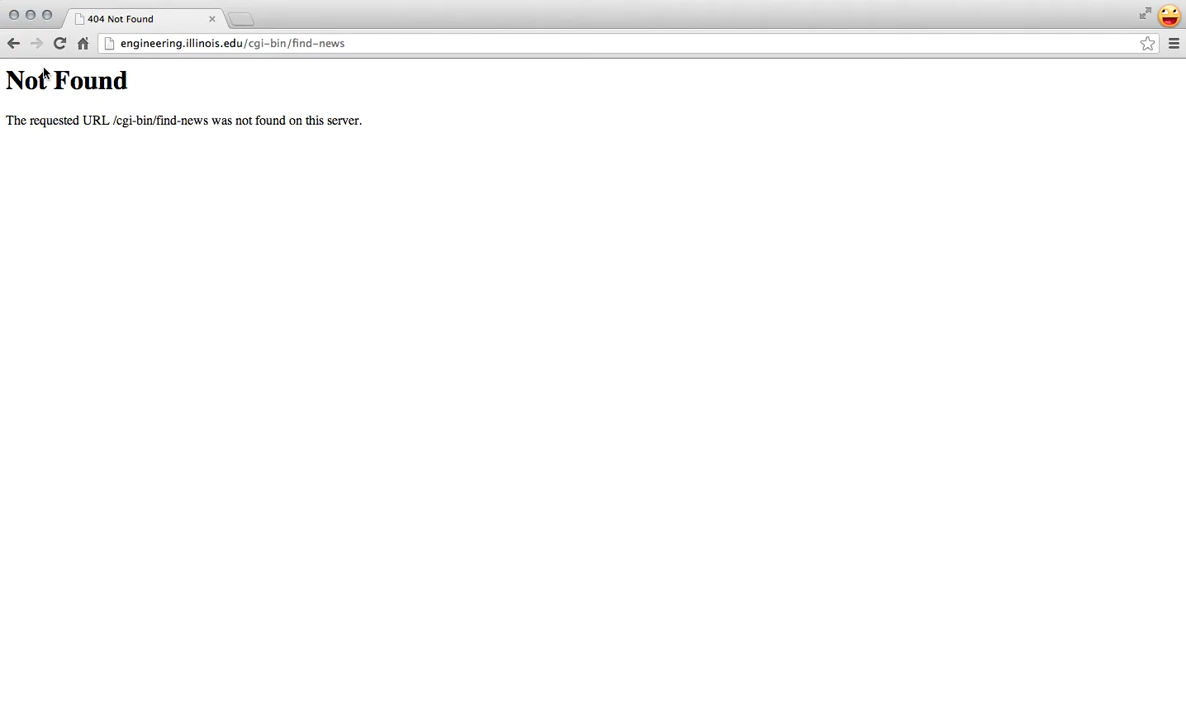 404 Not Found
engineering.illinois.edu/cgi-bin/find-news
Not Found
The requested URL /cgi-bin/find-news was not found on this server.